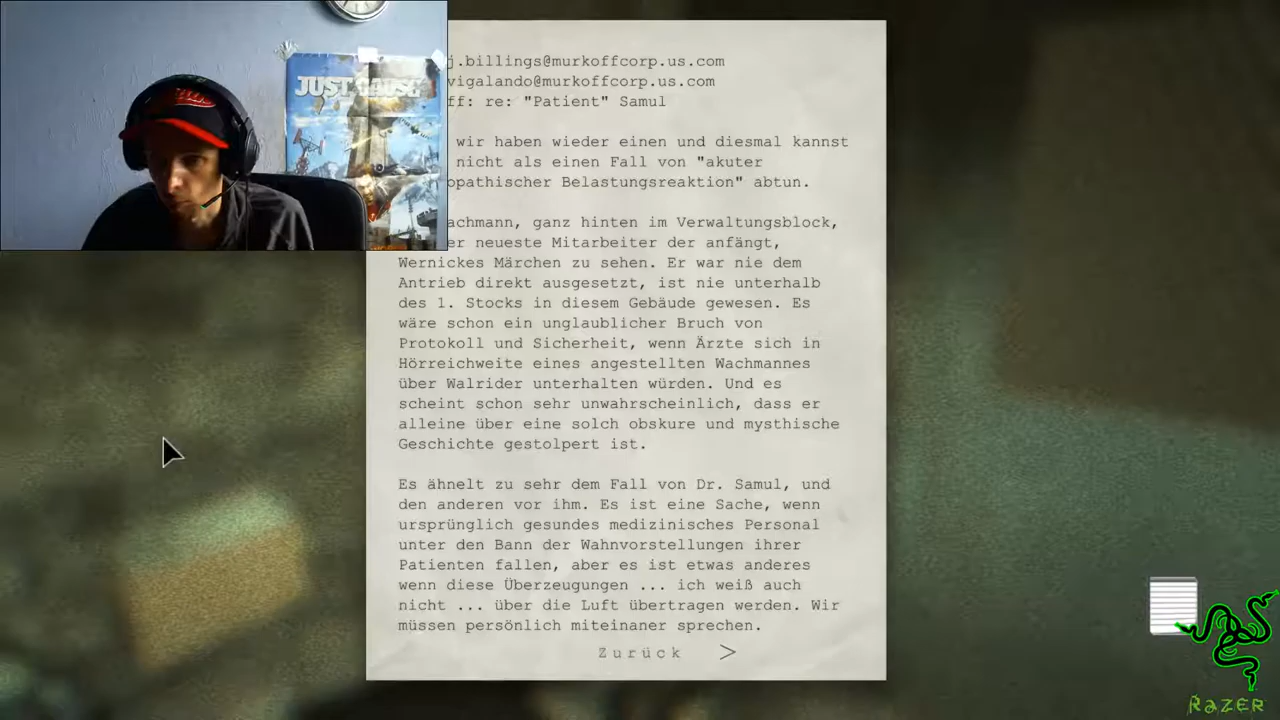 JUST CAUSE
j.billings@murkoffcorp.us.com
vigalando@murkoffcorp.us.com
ff: re: "Patient" Samul
wir haben wieder einen und diesmal kannst
nicht als einen Fall von "akuter
opathischer Belastungsreaktion" abtun.
achmann, ganz hinten im Verwaltungsblock,
er neueste Mitarbeiter der anfängt,
Wernickes Märchen zu sehen. Er war nie dem
Antrieb direkt ausgesetzt, ist nie unterhalb
des 1. Stocks in diesem Gebäude gewesen. Es
wäre schon ein unglaublicher Bruch von
Protokoll und Sicherheit, wenn Ärzte sich in
Hörreichweite eines angestellten Wachmannes
über Walrider unterhalten würden. Und es
scheint schon sehr unwahrscheinlich, dass er
alleine über eine solch obskure und mysthische
Geschichte gestolpert ist.
Es ähnelt zu sehr dem Fall von Dr. Samul, und
den anderen vor ihm. Es ist eine Sache, wenn
ursprünglich gesundes medizinisches Personal
unter den Bann der Wahnvorstellungen ihrer
Patienten fallen, aber es ist etwas anderes
wenn diese Überzeugungen ... ich weiß auch
nicht ... über die Luft übertragen werden. Wir
müssen persönlich miteinaner sprechen.
Zurück >
RAZER